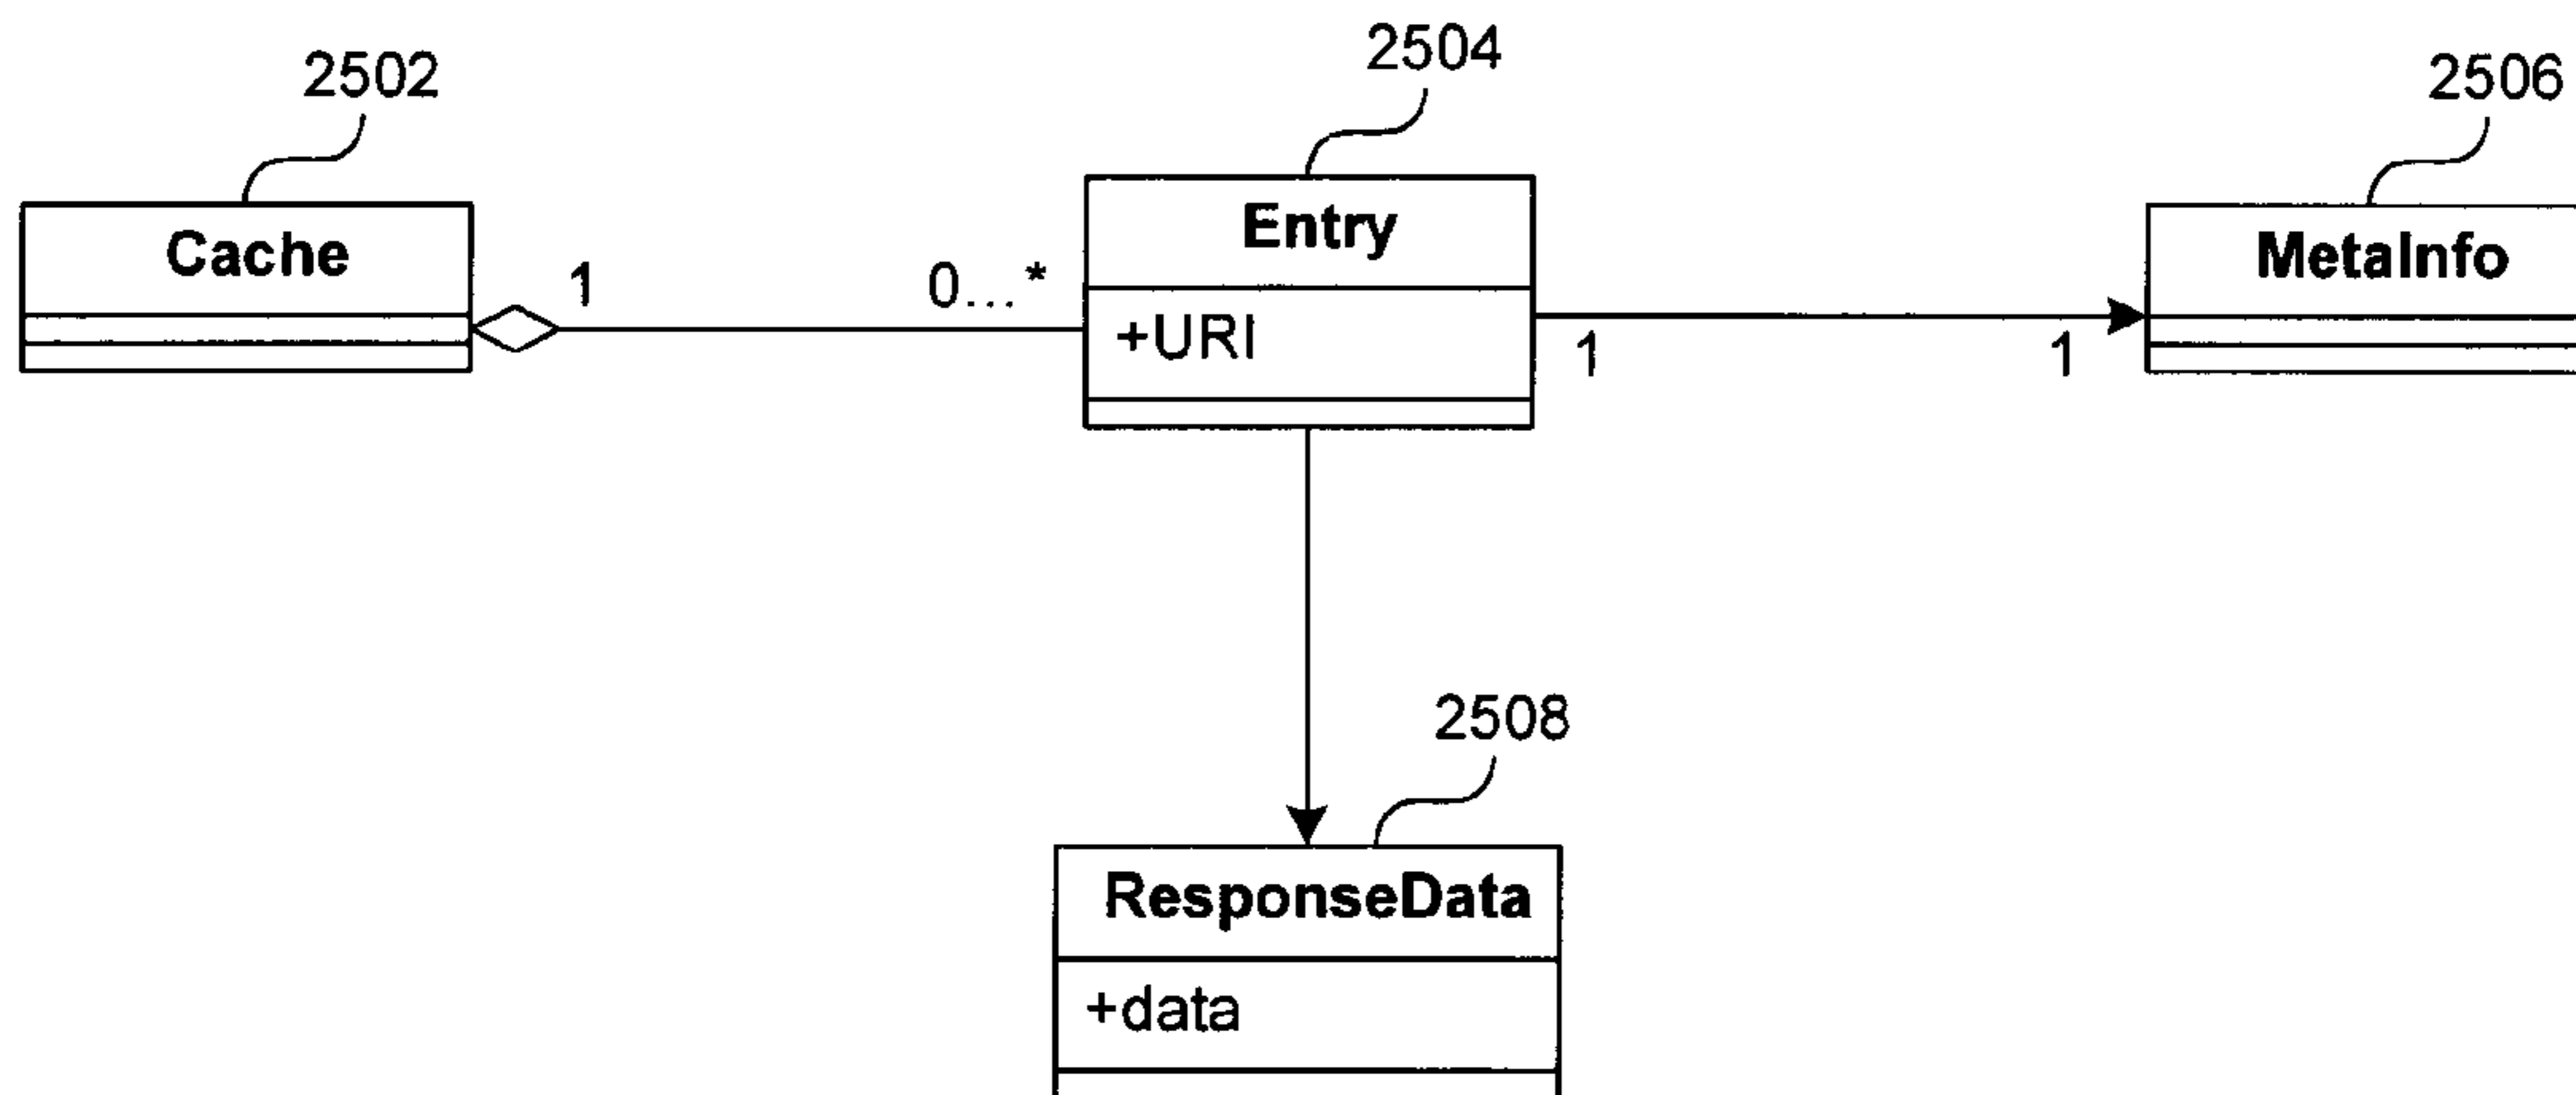 2502
2504
2506
Cache
1
0...*
Entry
+URI
1
1
MetaInfo
2508
ResponseData
+data